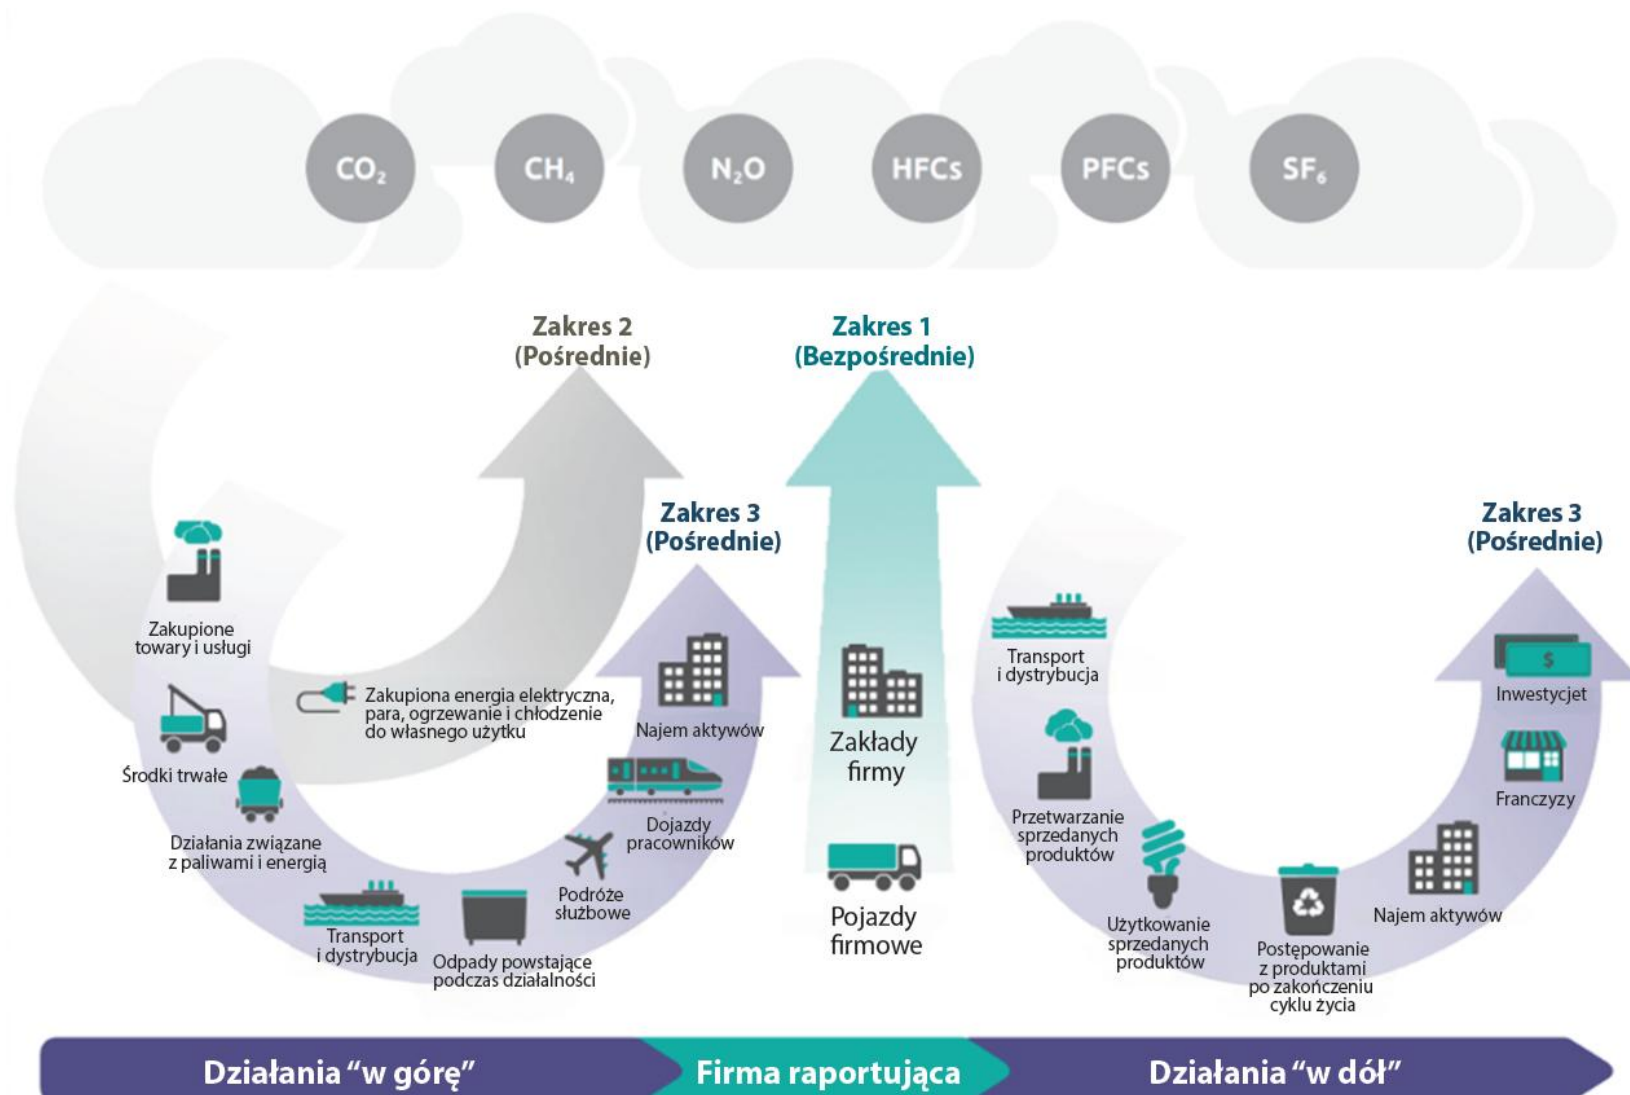 CO₂
CH₄
N₂O
HFCs
PFCs
SF₆
Zakres 2
(Pośrednie)
Zakres 1
(Bezpośrednie)
Zakres 3
(Pośrednie)
Zakres 3
(Pośrednie)
Zakupione
towary i usługi
Środki trwałe
Działania związane
z paliwami i energią
Transport
i dystrybucja
Odpady powstające
podczas działalności
Podróże
służbowe
Dojazdy
pracowników
Najem aktywów
Zakupiona energia elektryczna,
para, ogrzewanie i chłodzenie
do własnego użytku
Zakłady
firmy
Pojazdy
firmowe
Transport
i dystrybucja
Przetwarzanie
sprzedanych
produktów
Użytkowanie
sprzedanych
produktów
Postępowanie
z produktami
po zakończeniu
cyklu życia
Najem aktywów
Franczyzy
$
Inwestycjet
Działania “w górę”
Firma raportująca
Działania “w dół”